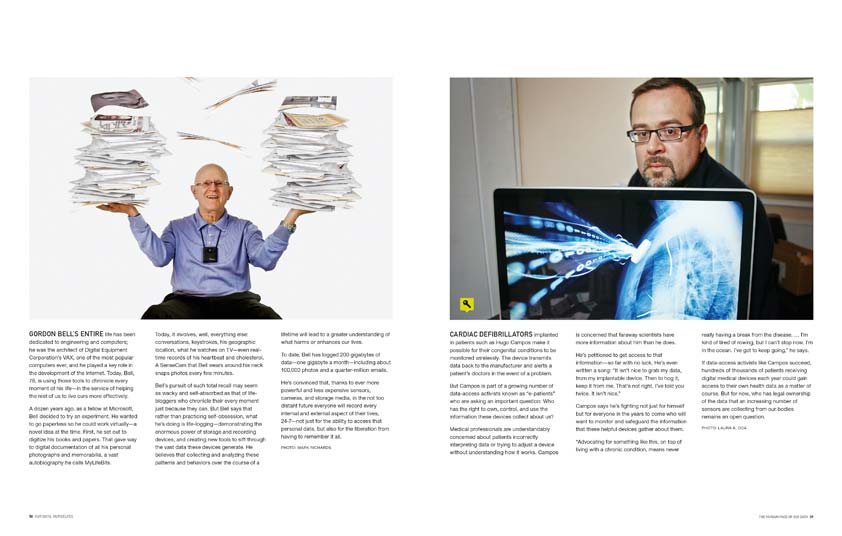 GORDON BELL'S ENTIRE life has been
dedicated to engineering and computers;
he was the architect of Digital Equipment
Corporation's VAX, one of the most popular
computers ever, and he played a key role in
the development of the internet. Today, Bell,
78, is using those tools to chronicle every
moment of his life—in the service of helping
the rest of us to live ours more effectively.
A dozen years ago, as a fellow at Microsoft,
Bell decided to try an experiment. He wanted
to go paperless so he could work virtually—a
novel idea at the time. First, he set out to
digitize his books and papers. That gave way
to digital documentation of all his personal
photographs and memorabilia, a vast
autobiography he calls MyLifeBits.
Today, it involves, well, everything else:
conversations, keystrokes, his geographic
location, what he watches on TV—even real-
time records of his heartbeat and cholesterol.
A SenseCam that Bell wears around his neck
snaps photos every few minutes.
Bell's pursuit of such total recall may seem
as wacky and self-absorbed as that of life-
bloggers who chronicle their every moment
just because they can. But Bell says that
rather than practicing self-obsession, what
he's doing is life-logging—demonstrating the
enormous power of storage and recording
devices, and creating new tools to sift through
the vast data these devices generate. He
believes that collecting and analyzing these
patterns and behaviors over the course of a
lifetime will lead to a greater understanding of
what harms or enhances our lives.
To date, Bell has logged 200 gigabytes of
data—one gigabyte a month—including about
100,000 photos and a quarter-million emails.
He's convinced that, thanks to ever more
powerful and less expensive sensors,
cameras, and storage media, in the not too
distant future everyone will record every
internal and external aspect of their lives,
24-7—not just for the ability to access that
personal data, but also for the liberation from
having to remember it all.
PHOTO: MARK RICHARDS
CARDIAC DEFIBRILLATORS implanted
in patients such as Hugo Campos make it
possible for their congenital conditions to be
monitored wirelessly. The device transmits
data back to the manufacturer and alerts a
patient's doctors in the event of a problem.
But Campos is part of a growing number of
data-access activists known as "e-patients"
who are asking an important question: Who
has the right to own, control, and use the
information these devices collect about us?
Medical professionals are understandably
concerned about patients incorrectly
interpreting data or trying to adjust a device
without understanding how it works. Campos
is concerned that faraway scientists have
more information about him than he does.
He's petitioned to get access to that
information—so far with no luck. He's even
written a song: "It isn't nice to grab my data,
from my implantable device. Then to hog it,
keep it from me. That's not right, I've told you
twice. It isn't nice."
Campos says he's fighting not just for himself
but for everyone in the years to come who will
want to monitor and safeguard the information
that these helpful devices gather about them.
"Advocating for something like this, on top of
living with a chronic condition, means never
really having a break from the disease. . . . I'm
kind of tired of rowing, but I can't stop now. I'm
in the ocean. I've got to keep going," he says.
If data-access activists like Campos succeed,
hundreds of thousands of patients receiving
digital medical devices each year could gain
access to their own health data as a matter of
course. But for now, who has legal ownership
of the data that an increasing number of
sensors are collecting from our bodies
remains an open question.
PHOTO: LAURA A. ODA
OUR DATA, OURSELVES
THE HUMAN FACE OF BIG DATA